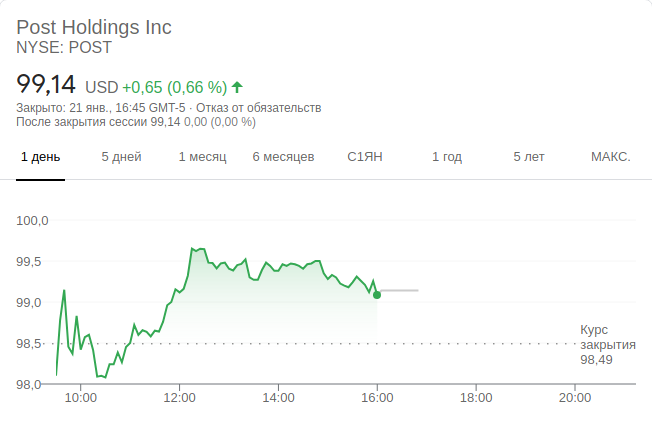 Post Holdings Inc
NYSE: POST
99,14 USD +0,65 (0,66 %)
Закрыто: 21 янв., 16:45 GMT-5 · Отказ от обязательств
После закрытия сессии 99,14 0,00 (0,00 %)
1 день 5 дней 1 месяц 6 месяцев С1ЯН 1 год 5 лет МАКС.
100,0
99,5
99,0
98,5
98,0
Курс
закрытия
98,49
10:00 12:00 14:00 16:00 18:00 20:00